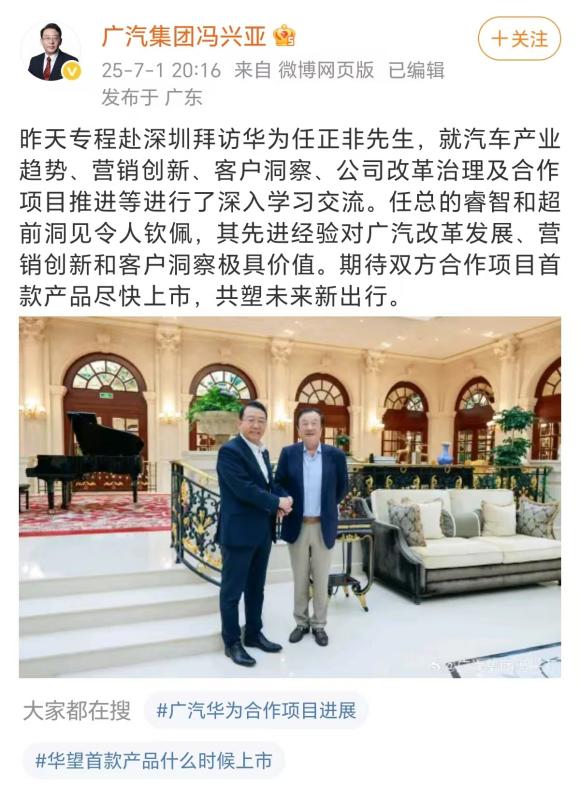 广汽集团冯兴亚
25-7-1 20:16 来自 微博网页版 已编辑
发布于 广东
+关注
昨天专程赴深圳拜访华为任正非先生，就汽车产业
趋势、营销创新、客户洞察、公司改革治理及合作
项目推进等进行了深入学习交流。任总的睿智和超
前洞见令人钦佩，其先进经验对广汽改革发展、营
销创新和客户洞察极具价值。期待双方合作项目首
款产品尽快上市，共塑未来新出行。
@广汽集团冯兴亚
大家都在搜
#广汽华为合作项目进展
#华望首款产品什么时候上市